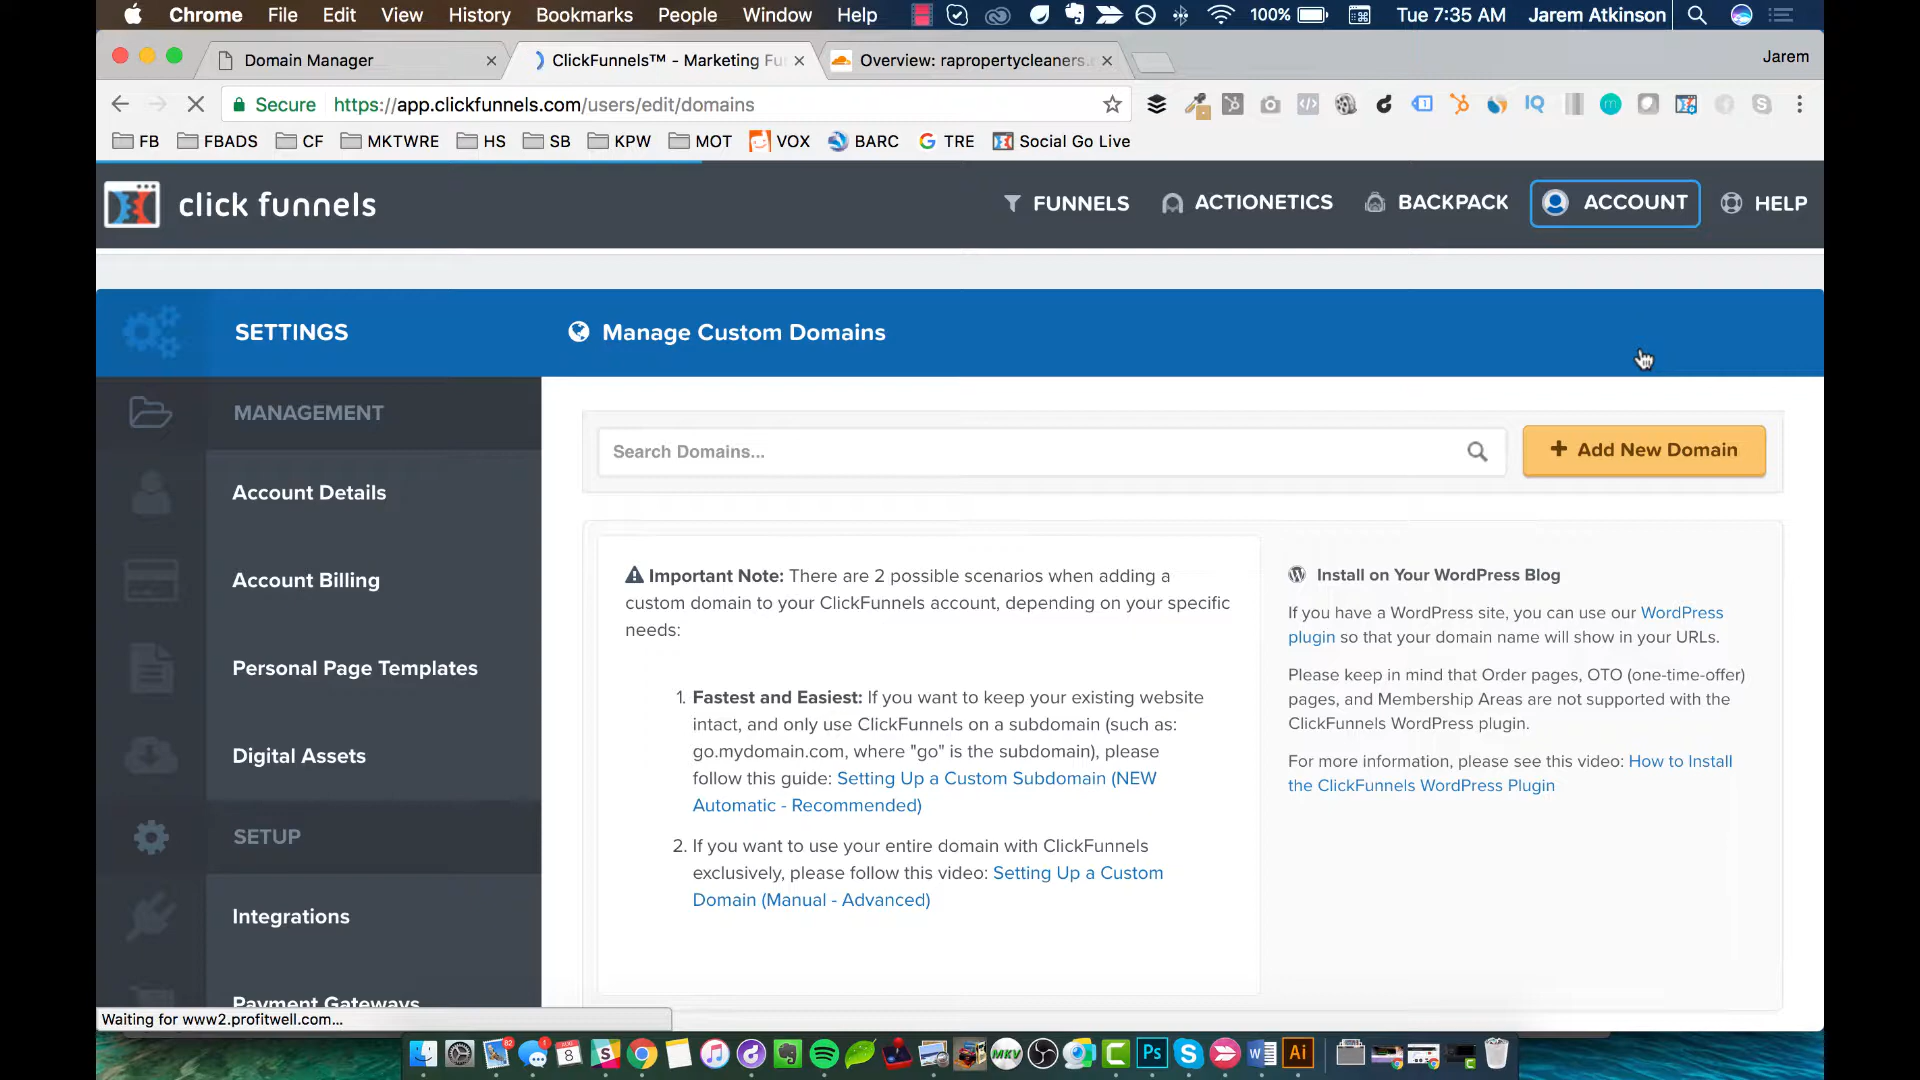 Chrome File Edit View History Bookmarks People Window Help 100% Tue 7:35 AM Jarem Atkinson
Domain Manager ClickFunnels™ - Marketing Fu Overview: rapropertycleaners. Jarem
Secure https://app.clickfunnels.com/users/edit/domains
FB FBADS CF MKTWRE HS SB KPW MOT VOX BARC TRE Social Go Live
click funnels FUNNELS ACTIONETICS BACKPACK ACCOUNT HELP
SETTINGS Manage Custom Domains
MANAGEMENT
Search Domains... + Add New Domain
Account Details
Account Billing
Personal Page Templates
Digital Assets
SETUP
Integrations
Payment Gateways
Important Note: There are 2 possible scenarios when adding a
custom domain to your ClickFunnels account, depending on your specific
needs:
1. Fastest and Easiest: If you want to keep your existing website
intact, and only use ClickFunnels on a subdomain (such as:
go.mydomain.com, where "go" is the subdomain), please
follow this guide: Setting Up a Custom Subdomain (NEW
Automatic - Recommended)
2. If you want to use your entire domain with ClickFunnels
exclusively, please follow this video: Setting Up a Custom
Domain (Manual - Advanced)
Install on Your WordPress Blog
If you have a WordPress site, you can use our WordPress
plugin so that your domain name will show in your URLs.
Please keep in mind that Order pages, OTO (one-time-offer)
pages, and Membership Areas are not supported with the
ClickFunnels WordPress plugin.
For more information, please see this video: How to Install
the ClickFunnels WordPress Plugin
Waiting for www2.profitwell.com...